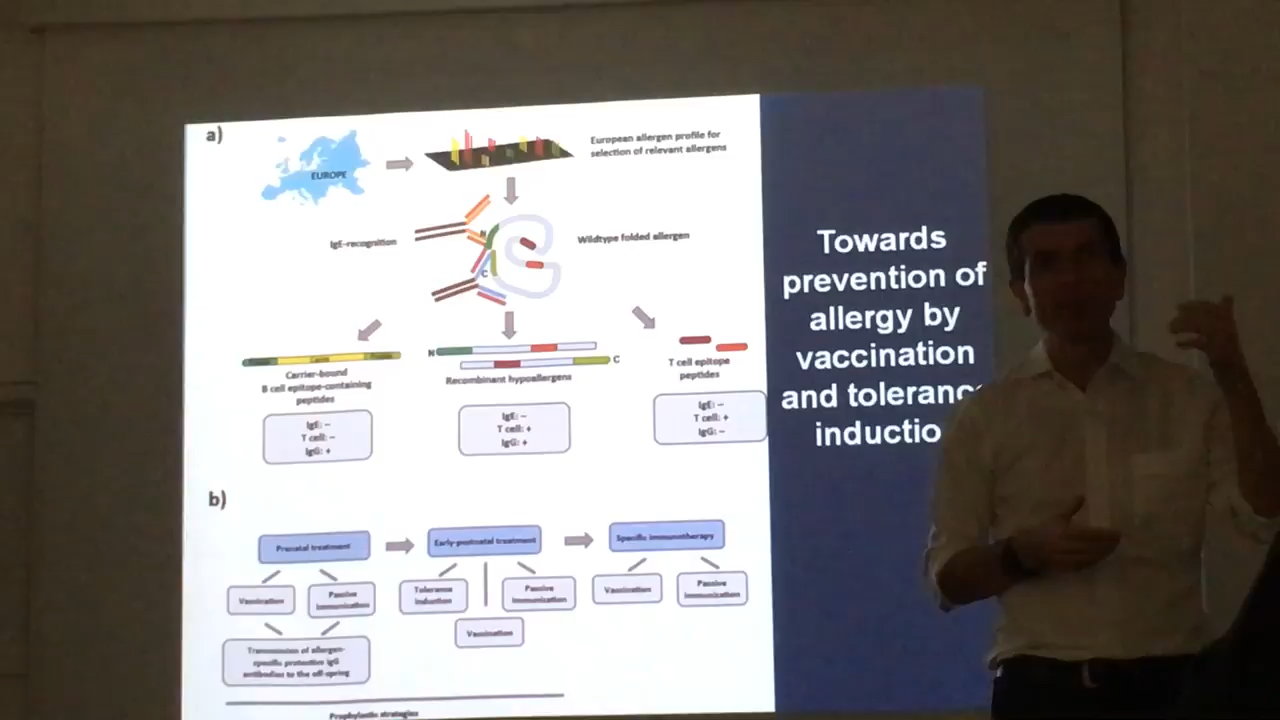 a)
EUROPE
European allergen profile for
selection of relevant allergens
IgE-recognition
N
C
Wildtype folded allergen
Carrier
Carrier-bound
B cell epitope-containing
peptides
N
C
Recombinant hypoallergens
T cell epitope
peptides
IgE: –
T cell: –
IgG: +
IgE: –
T cell: +
IgG: +
IgE: –
T cell: +
IgG: –
Towards
prevention of
allergy by
vaccination
and toleranc
inductio
b)
Prenatal treatment
Early-postnatal treatment
Specific immunotherapy
Vaccination
Passive
immunization
Tolerance
induction
Passive
immunization
Vaccination
Passive
immunization
Vaccination
Transmission of allergen-
specific protective IgG
antibodies to the off-spring
Prophylactic strategies